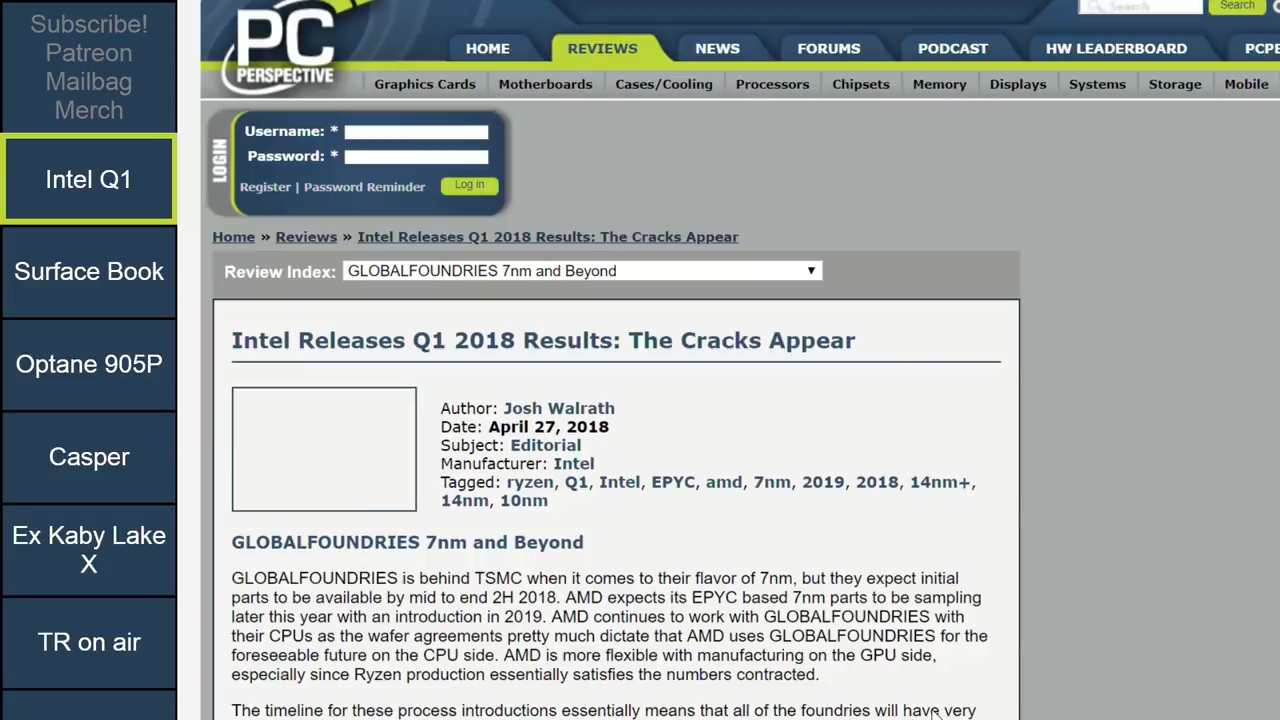 Subscribe!
Patreon
Mailbag
Merch
Intel Q1
Surface Book
Optane 905P
Casper
Ex Kaby Lake
X
TR on air
PC
PERSPECTIVE
Search
Search
HOME
REVIEWS
NEWS
FORUMS
PODCAST
HW LEADERBOARD
PCPE
Graphics Cards
Motherboards
Cases/Cooling
Processors
Chipsets
Memory
Displays
Systems
Storage
Mobile
LOGIN
Username: *
Password: *
Register | Password Reminder
Log in
Home » Reviews » Intel Releases Q1 2018 Results: The Cracks Appear
Review Index: GLOBALFOUNDRIES 7nm and Beyond
Intel Releases Q1 2018 Results: The Cracks Appear
Author: Josh Walrath
Date: April 27, 2018
Subject: Editorial
Manufacturer: Intel
Tagged: ryzen, Q1, Intel, EPYC, amd, 7nm, 2019, 2018, 14nm+,
14nm, 10nm
GLOBALFOUNDRIES 7nm and Beyond
GLOBALFOUNDRIES is behind TSMC when it comes to their flavor of 7nm, but they expect initial
parts to be available by mid to end 2H 2018. AMD expects its EPYC based 7nm parts to be sampling
later this year with an introduction in 2019. AMD continues to work with GLOBALFOUNDRIES with
their CPUs as the wafer agreements pretty much dictate that AMD uses GLOBALFOUNDRIES for the
foreseeable future on the CPU side. AMD is more flexible with manufacturing on the GPU side,
especially since Ryzen production essentially satisfies the numbers contracted.
The timeline for these process introductions essentially means that all of the foundries will have very